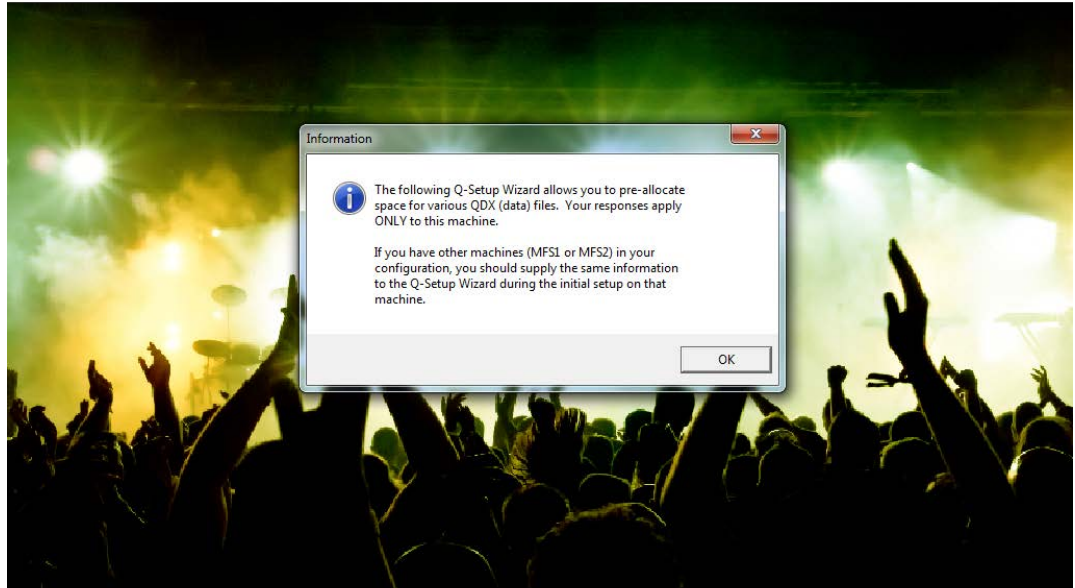 Information
The following Q-Setup Wizard allows you to pre-allocate
space for various QDX (data) files.  Your responses apply
ONLY to this machine.
If you have other machines (MFS1 or MFS2) in your
configuration, you should supply the same information
to the Q-Setup Wizard during the initial setup on that
machine.
OK